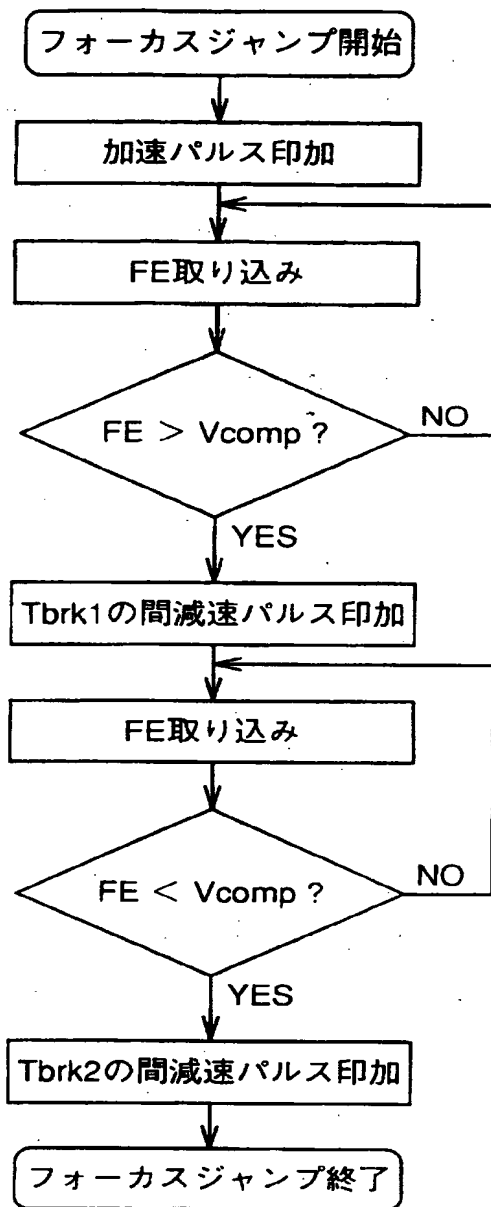 フォーカスジャンプ開始
加速パルス印加
FE取り込み
FE > Vcomp ?
NO
YES
Tbrk1の間減速パルス印加
FE取り込み
FE < Vcomp ?
NO
YES
Tbrk2の間減速パルス印加
フォーカスジャンプ終了